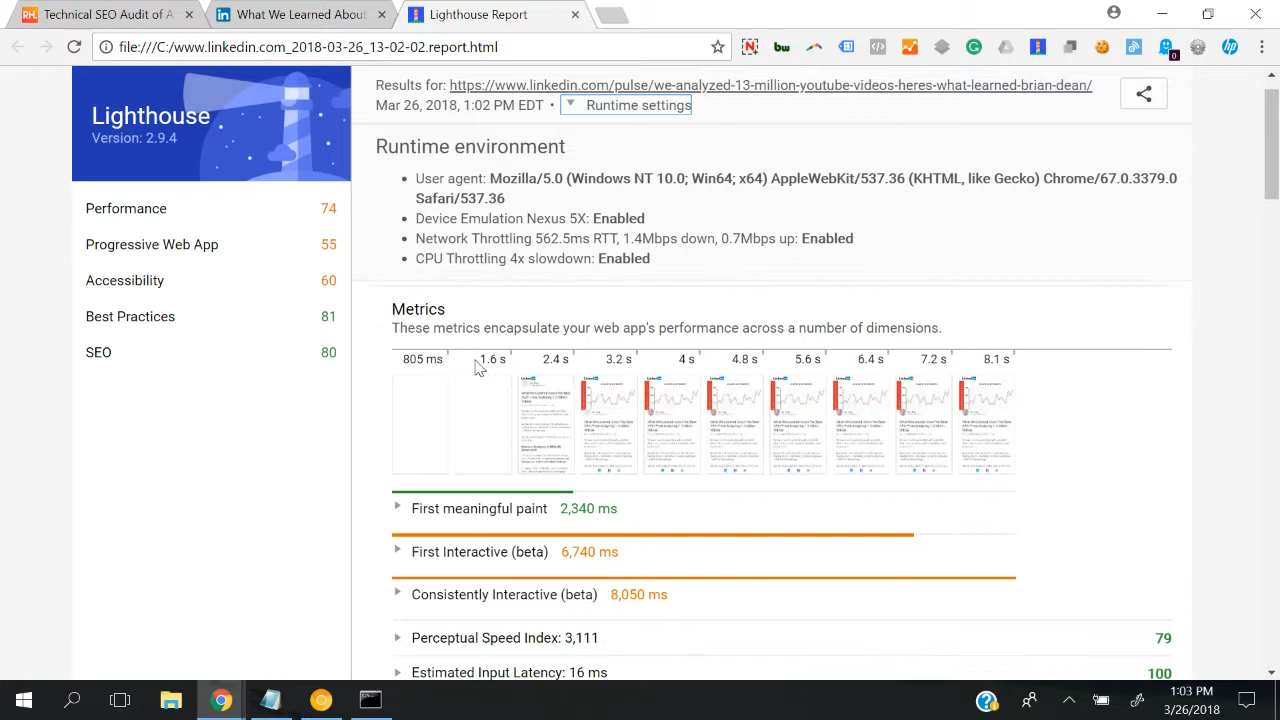 RH. Technical SEO Audit of A
in What We Learned About
Lighthouse Report
file:///C:/www.linkedin.com_2018-03-26_13-02-02.report.html
N
bw
G
0
hp
Lighthouse
Version: 2.9.4
Performance 74
Progressive Web App 55
Accessibility 60
Best Practices 81
SEO 80
Results for: https://www.linkedin.com/pulse/we-analyzed-13-million-youtube-videos-heres-what-learned-brian-dean/
Mar 26, 2018, 1:02 PM EDT • Runtime settings
Runtime environment
User agent: Mozilla/5.0 (Windows NT 10.0; Win64; x64) AppleWebKit/537.36 (KHTML, like Gecko) Chrome/67.0.3379.0
Safari/537.36
Device Emulation Nexus 5X: Enabled
Network Throttling 562.5ms RTT, 1.4Mbps down, 0.7Mbps up: Enabled
CPU Throttling 4x slowdown: Enabled
Metrics
These metrics encapsulate your web app's performance across a number of dimensions.
805 ms 1.6 s 2.4 s 3.2 s 4 s 4.8 s 5.6 s 6.4 s 7.2 s 8.1 s
First meaningful paint 2,340 ms
First Interactive (beta) 6,740 ms
Consistently Interactive (beta) 8,050 ms
Perceptual Speed Index: 3,111 79
Estimated Input Latency: 16 ms 100
1:03 PM
3/26/2018